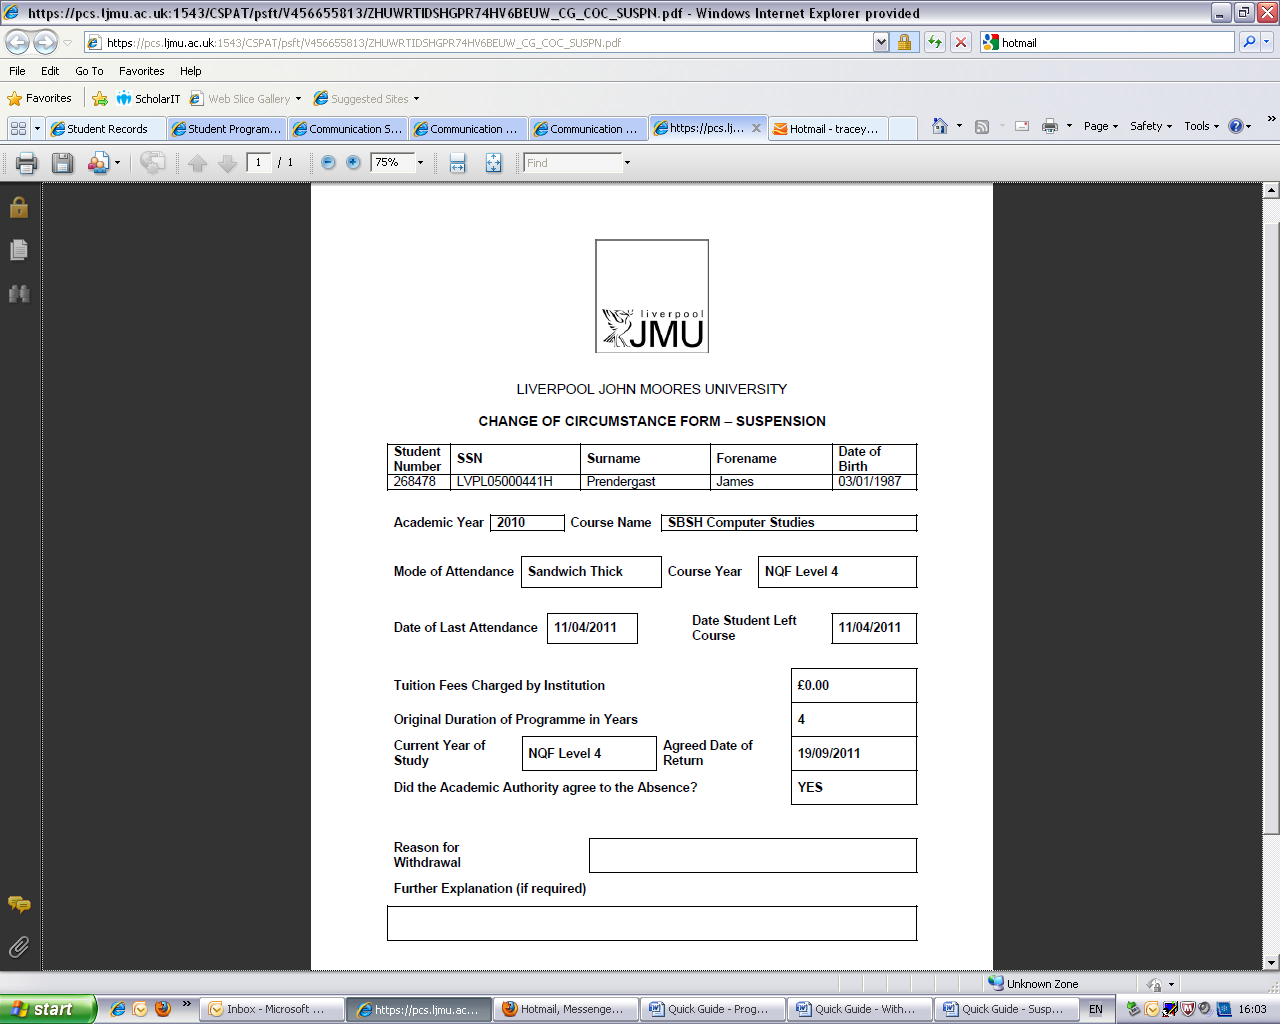 https://pcs.ljmu.ac.uk:1543/CSPAT/psft/V456655813/ZHUWRTIDSHGPR74HV6BEUW_CG_COC_SUSPN.pdf - Windows Internet Explorer provided
https://pcs.ljmu.ac.uk:1543/CSPAT/psft/V456655813/ZHUWRTIDSHGPR74HV6BEUW_CG_COC_SUSPN.pdf hotmail
File Edit Go To Favorites Help
Favorites ScholarIT Web Slice Gallery Suggested Sites
Student Records Student Program... Communication S... Communication ... Communication ... https://pcs.lj... Hotmail - tracey... Page Safety Tools
1 / 1 75% Find
liverpool
JMU
LIVERPOOL JOHN MOORES UNIVERSITY
CHANGE OF CIRCUMSTANCE FORM – SUSPENSION
Student Number SSN Surname Forename Date of Birth
268478 LVPL05000441H Prendergast James 03/01/1987
Academic Year 2010 Course Name SBSH Computer Studies
Mode of Attendance Sandwich Thick Course Year NQF Level 4
Date of Last Attendance 11/04/2011 Date Student Left Course 11/04/2011
Tuition Fees Charged by Institution £0.00
Original Duration of Programme in Years 4
Current Year of Study NQF Level 4 Agreed Date of Return 19/09/2011
Did the Academic Authority agree to the Absence? YES
Reason for Withdrawal
Further Explanation (if required)
Unknown Zone
start Inbox - Microsoft ... https://pcs.ljmu.ac... Hotmail, Messenge... Quick Guide - Prog... Quick Guide - With... Quick Guide - Susp... EN 16:03